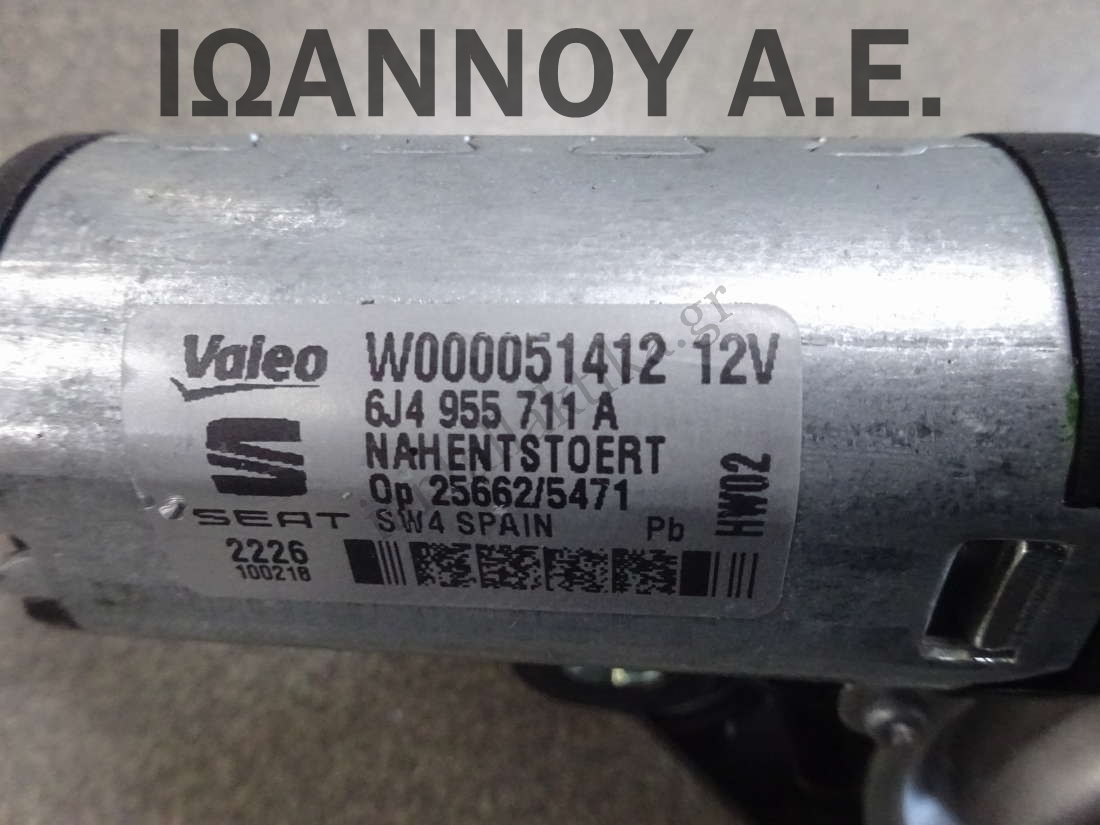 ΙΩΑΝΝΟΥ Α.Ε.
Valeo W000051412 12V
6J4 955 711 A
NAHENTSTOERT
Op 25662/5471
SEAT SW4 SPAIN Pb HW02
2226
100218